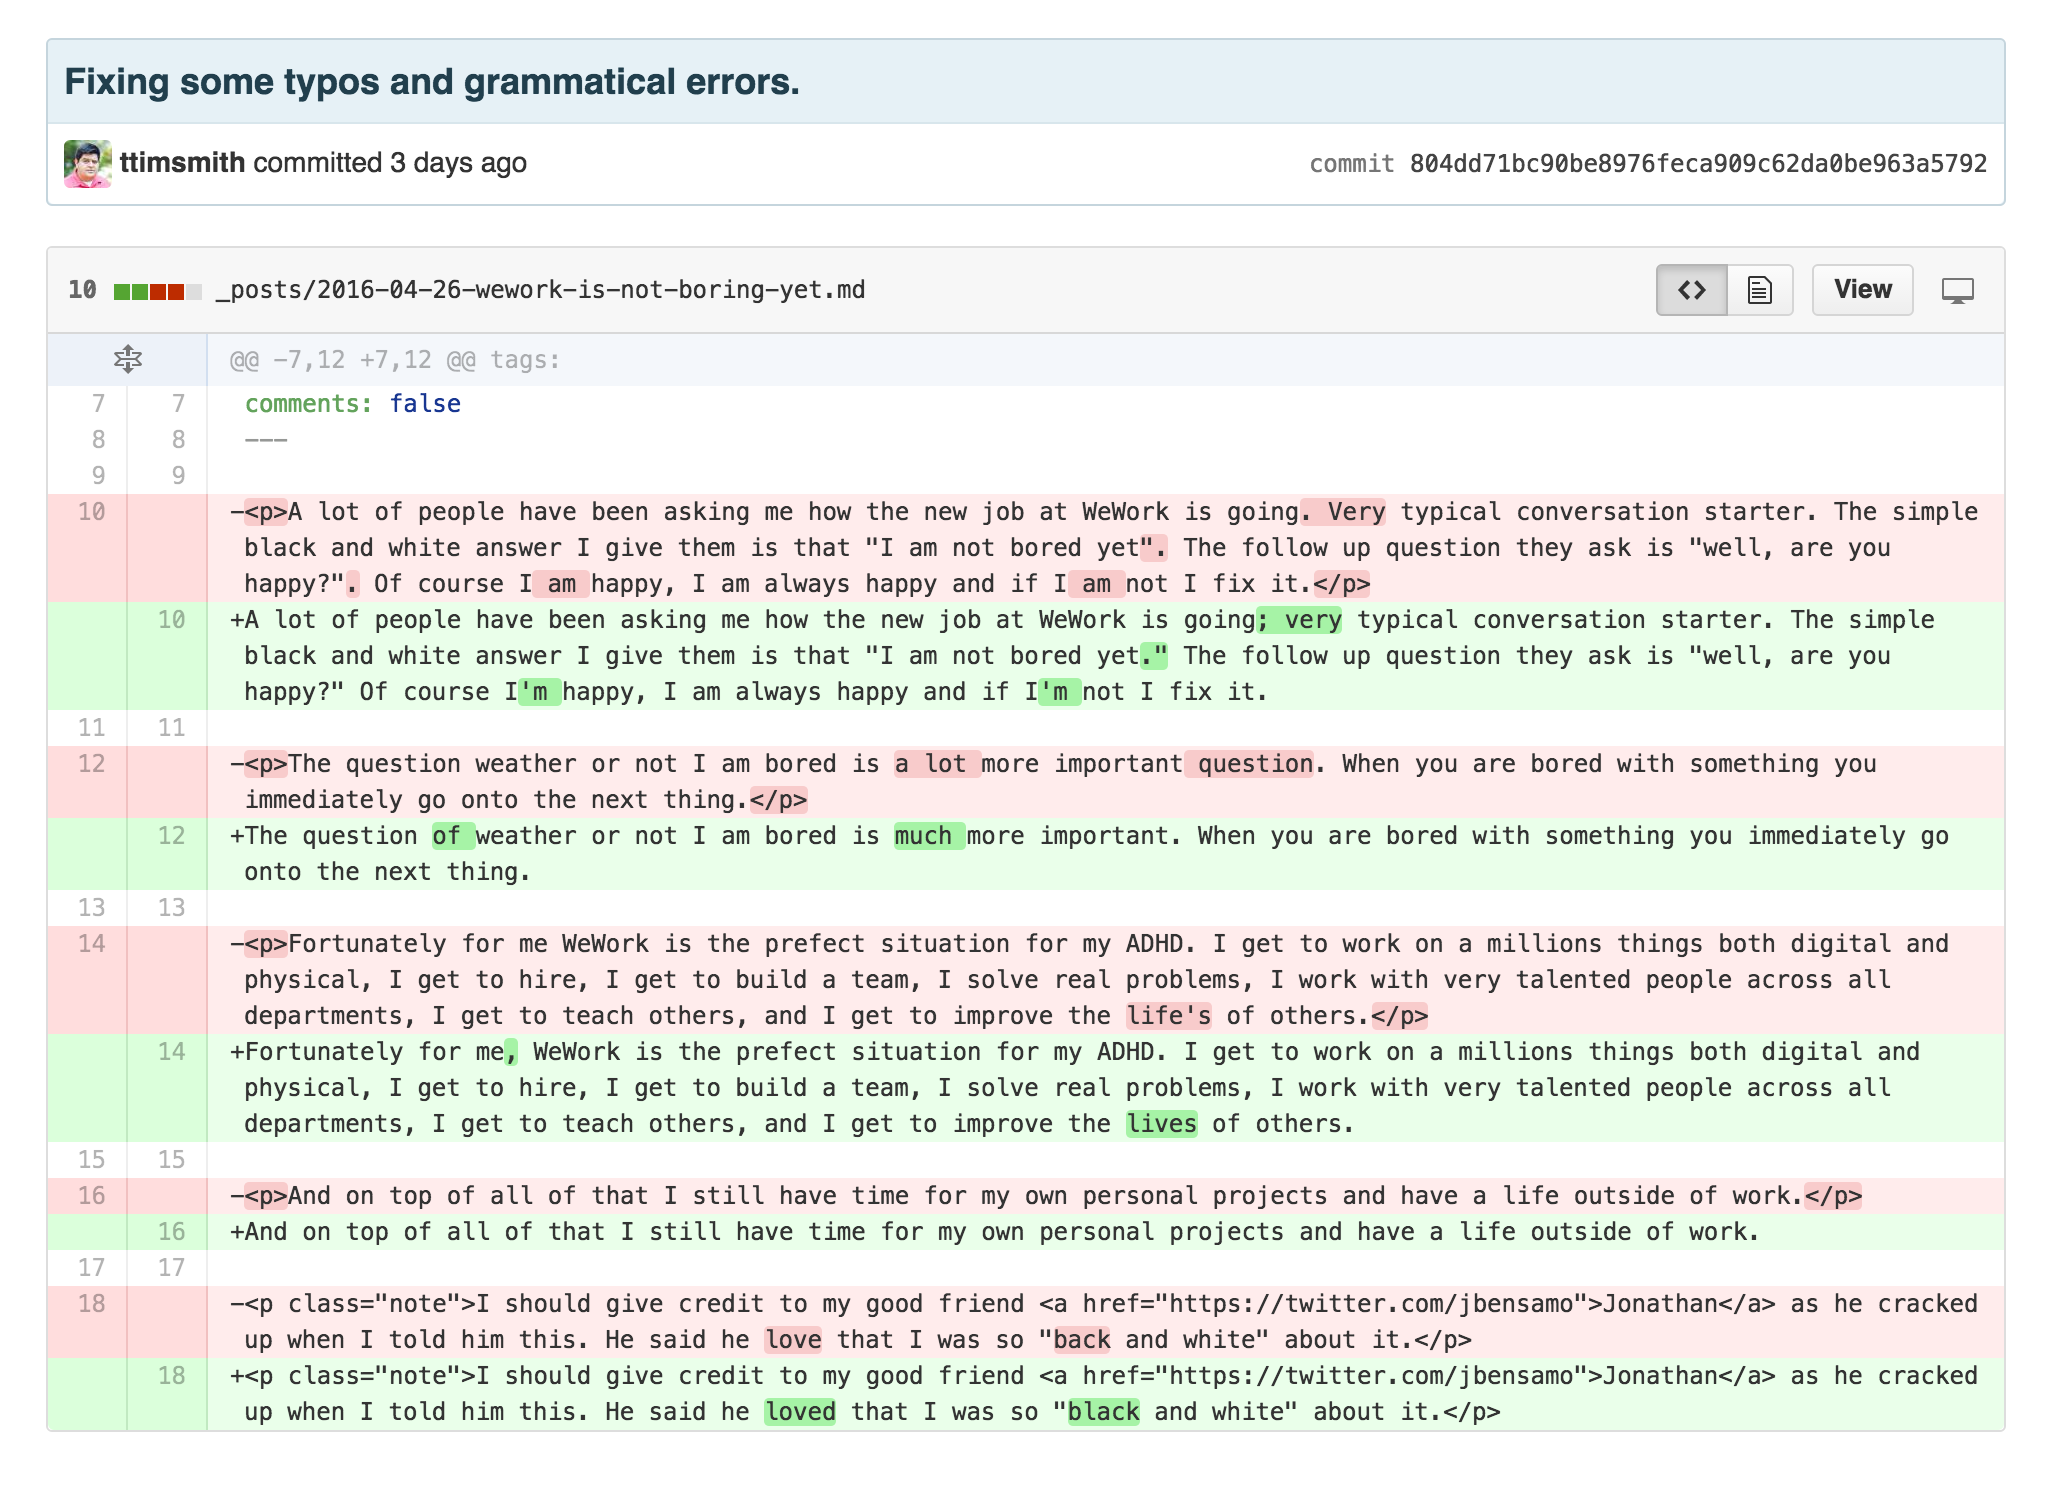 Fixing some typos and grammatical errors.
ttimsmith committed 3 days ago commit 804dd71bc90be8976feca909c62da0be963a5792
10 _posts/2016-04-26-wework-is-not-boring-yet.md View
@@ -7,12 +7,12 @@ tags:
7 7 comments: false
8 8 ---
9 9
10 -<p>A lot of people have been asking me how the new job at WeWork is going. Very typical conversation starter. The simple
black and white answer I give them is that "I am not bored yet". The follow up question they ask is "well, are you
happy?". Of course I am happy, I am always happy and if I am not I fix it.</p>
10 +A lot of people have been asking me how the new job at WeWork is going; very typical conversation starter. The simple
black and white answer I give them is that "I am not bored yet." The follow up question they ask is "well, are you
happy?" Of course I'm happy, I am always happy and if I'm not I fix it.
11 11
12 -<p>The question weather or not I am bored is a lot more important question. When you are bored with something you
immediately go onto the next thing.</p>
12 +The question of weather or not I am bored is much more important. When you are bored with something you immediately go
onto the next thing.
13 13
14 -<p>Fortunately for me WeWork is the prefect situation for my ADHD. I get to work on a millions things both digital and
physical, I get to hire, I get to build a team, I solve real problems, I work with very talented people across all
departments, I get to teach others, and I get to improve the life's of others.</p>
14 +Fortunately for me, WeWork is the prefect situation for my ADHD. I get to work on a millions things both digital and
physical, I get to hire, I get to build a team, I solve real problems, I work with very talented people across all
departments, I get to teach others, and I get to improve the lives of others.
15 15
16 -<p>And on top of all of that I still have time for my own personal projects and have a life outside of work.</p>
16 +And on top of all of that I still have time for my own personal projects and have a life outside of work.
17 17
18 -<p class="note">I should give credit to my good friend <a href="https://twitter.com/jbensamo">Jonathan</a> as he cracked
up when I told him this. He said he love that I was so "back and white" about it.</p>
18 +<p class="note">I should give credit to my good friend <a href="https://twitter.com/jbensamo">Jonathan</a> as he cracked
up when I told him this. He said he loved that I was so "black and white" about it.</p>